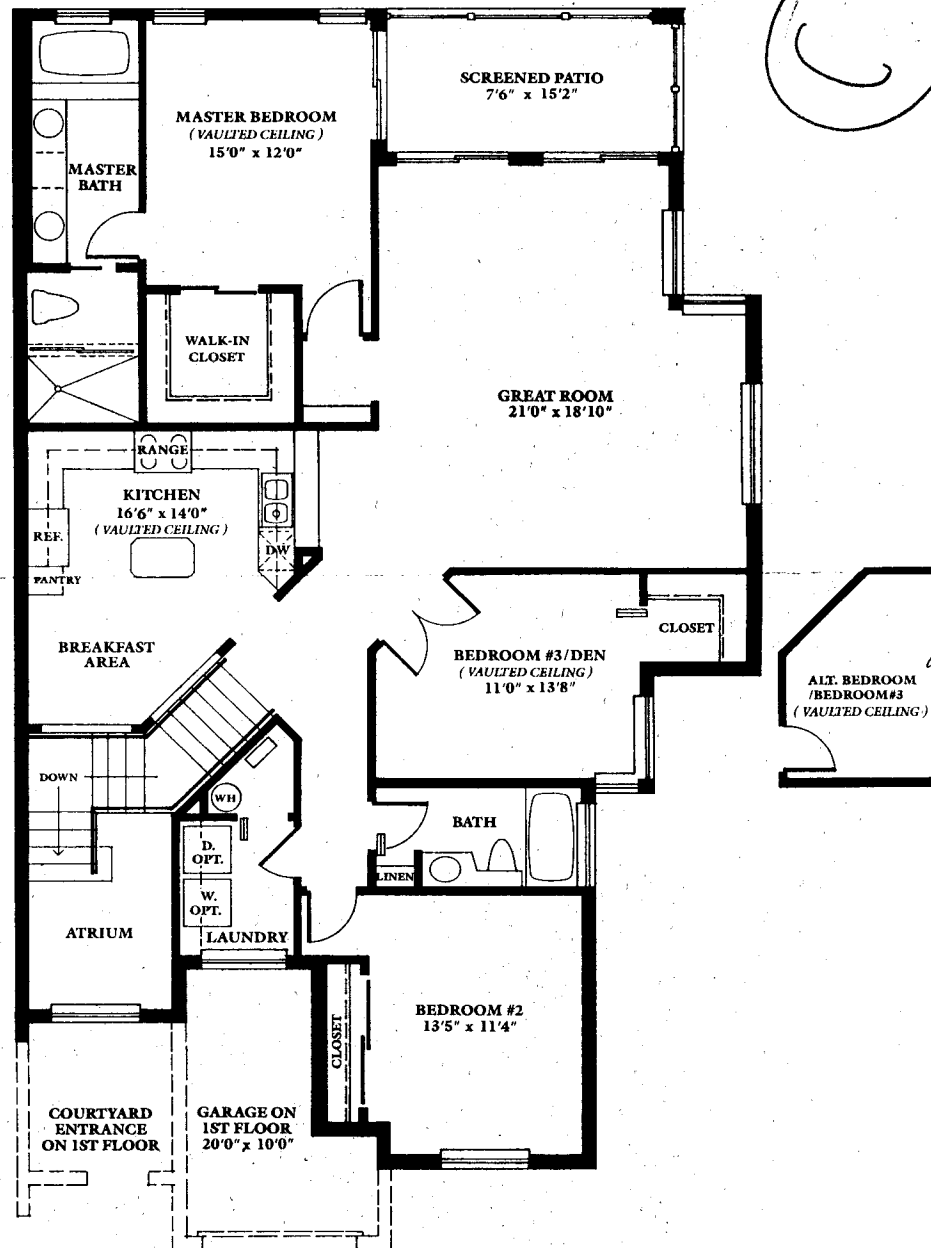 SCREENED PATIO
7'6" x 15'2"
MASTER BEDROOM
( VAULTED CEILING )
15'0" x 12'0"
MASTER
BATH
WALK-IN
CLOSET
GREAT ROOM
21'0" x 18'10"
RANGE
KITCHEN
16'6" x 14'0"
( VAULTED CEILING )
REF.
DW
PANTRY
BREAKFAST
AREA
CLOSET
BEDROOM #3/DEN
( VAULTED CEILING )
11'0" x 13'8"
ALT. BEDROOM
/BEDROOM#3
( VAULTED CEILING )
DOWN
WH
BATH
D.
OPT.
LINEN
W.
OPT.
ATRIUM
LAUNDRY
BEDROOM #2
13'5" x 11'4"
CLOSET
COURTYARD
ENTRANCE
ON 1ST FLOOR
GARAGE ON
1ST FLOOR
20'0" x 10'0"